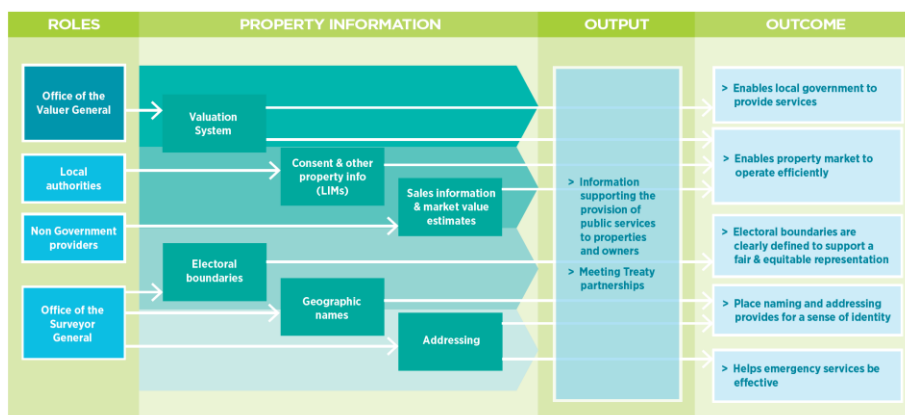 ROLES
PROPERTY INFORMATION
OUTPUT
OUTCOME
Office of the
Valuer General
Local
authorities
Non Government
providers
Office of the
Surveyor
General
Valuation
System
Consent & other
property info
(LIMs)
Sales information
& market value
estimates
Electoral
boundaries
Geographic
names
Addressing
> Information
supporting the
provision of
public services
to properties
and owners
> Meeting Treaty
partnerships
> Enables local government to
provide services
> Enables property market to
operate efficiently
> Electoral boundaries are
clearly defined to support a
fair & equitable representation
> Place naming and addressing
provides for a sense of identity
> Helps emergency services be
effective